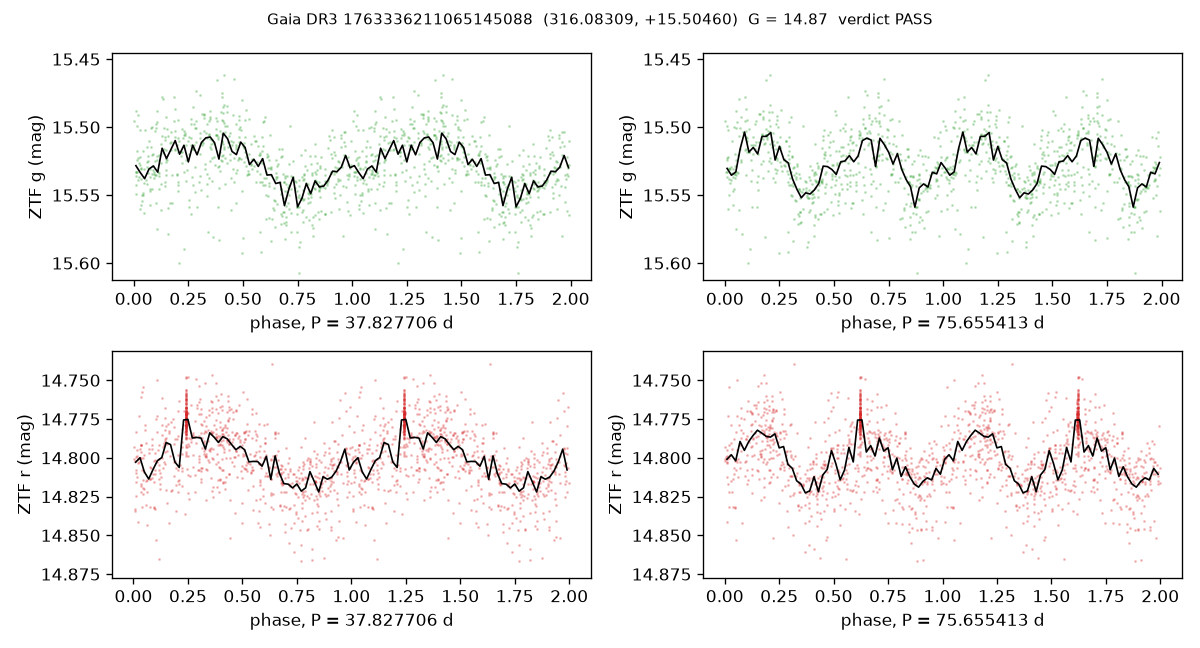 Gaia DR3 1763336211065145088  (316.08309, +15.50460)  G = 14.87  verdict PASS
15.45
15.50
15.55
15.60
ZTF g (mag)
0.00 0.25 0.50 0.75 1.00 1.25 1.50 1.75 2.00
phase, P = 37.827706 d
15.45
15.50
15.55
15.60
ZTF g (mag)
0.00 0.25 0.50 0.75 1.00 1.25 1.50 1.75 2.00
phase, P = 75.655413 d
14.750
14.775
14.800
14.825
14.850
14.875
ZTF r (mag)
0.00 0.25 0.50 0.75 1.00 1.25 1.50 1.75 2.00
phase, P = 37.827706 d
14.750
14.775
14.800
14.825
14.850
14.875
ZTF r (mag)
0.00 0.25 0.50 0.75 1.00 1.25 1.50 1.75 2.00
phase, P = 75.655413 d